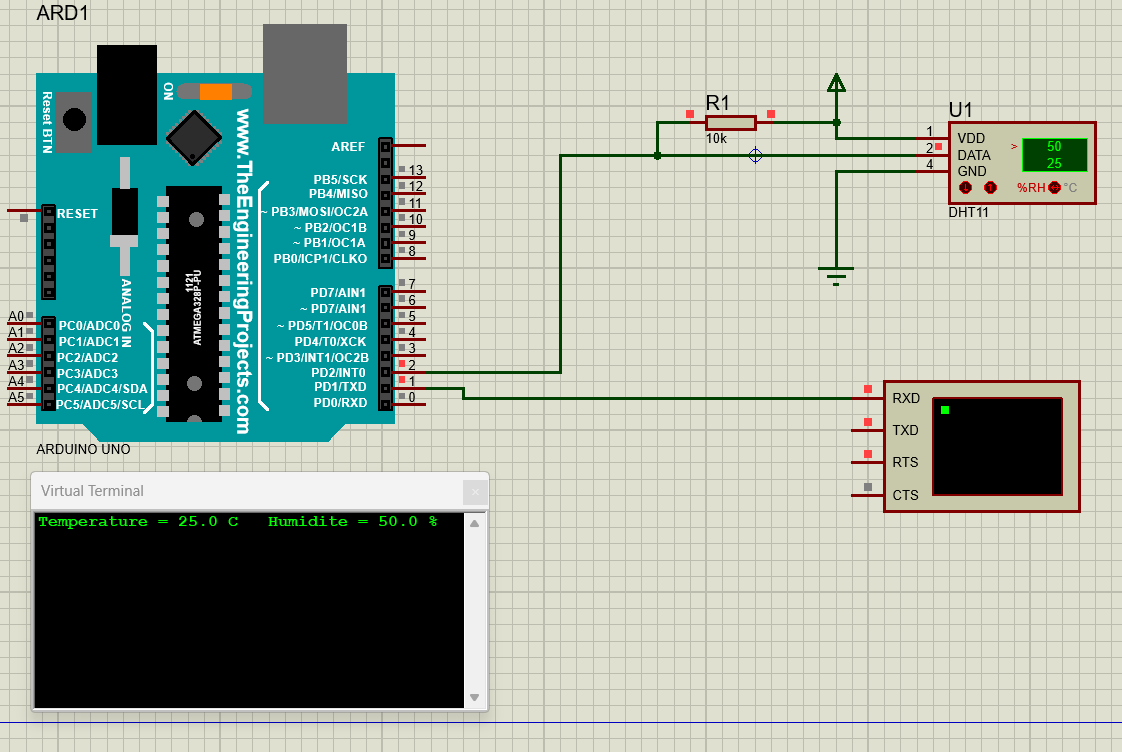 ARD1
Reset BTN
ON
www.TheEngineeringProjects.com
RESET
1121
ATMEGA328P-PU
ANALOG IN
AREF
PB5/SCK 13
PB4/MISO 12
~ PB3/MOSI/OC2A 11
~ PB2/OC1B 10
~ PB1/OC1A 9
PB0/ICP1/CLKO 8
PD7/AIN1 7
~ PD7/AIN1 6
~ PD5/T1/OC0B 5
PD4/T0/XCK 4
~ PD3/INT1/OC2B 3
PD2/INT0 2
PD1/TXD 1
PD0/RXD 0
A0 PC0/ADC0
A1 PC1/ADC1
A2 PC2/ADC2
A3 PC3/ADC3
A4 PC4/ADC4/SDA
A5 PC5/ADC5/SCL
ARDUINO UNO
R1
10k
U1
1 VDD
2 DATA
4 GND
> 50
25
%RH °C
DHT11
RXD
TXD
RTS
CTS
Virtual Terminal
Temperature = 25.0 C Humidite = 50.0 %